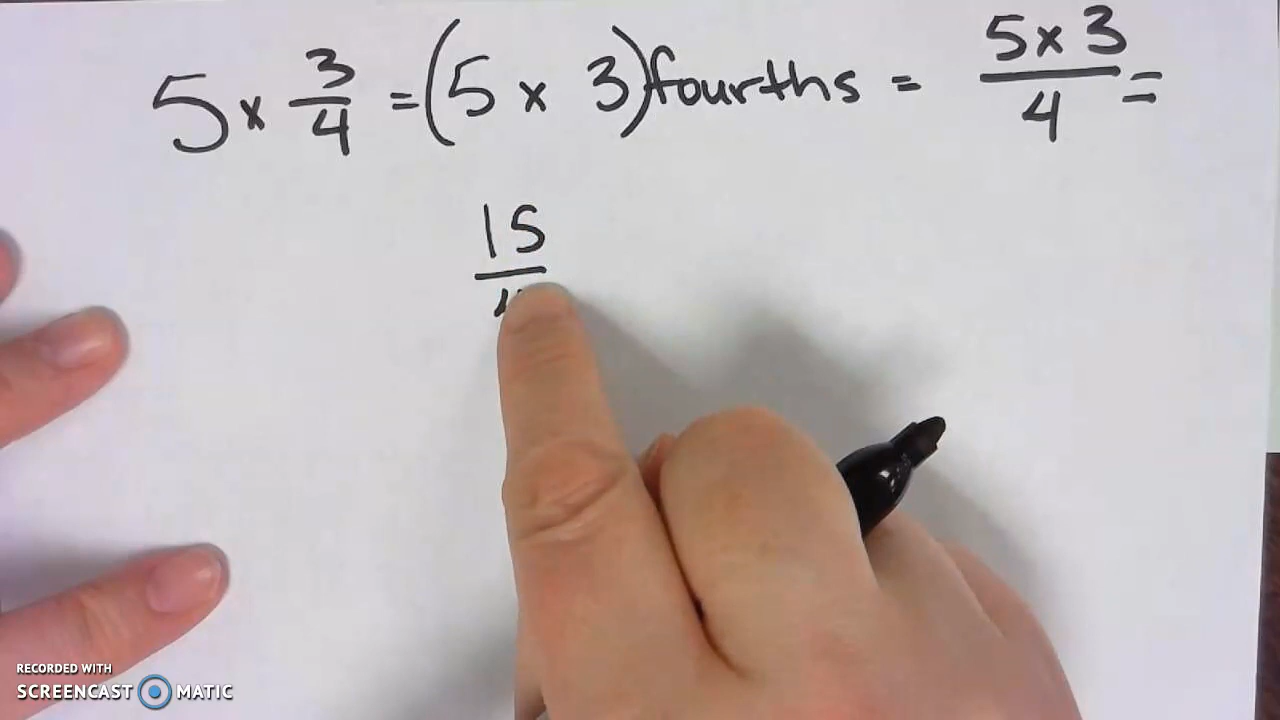 5 × 3/4 = (5 × 3) fourths = 5 × 3/4 =
15
RECORDED WITH
SCREENCAST MATIC